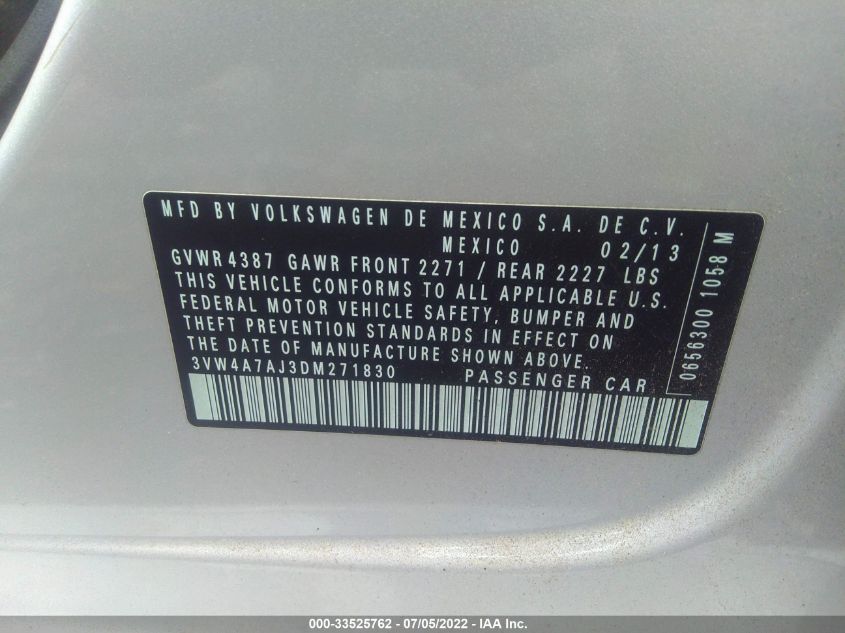 MFD BY VOLKSWAGEN DE MEXICO S.A. DE C.V.
MEXICO 02/13
GVWR 4387 GAWR FRONT 2271 / REAR 2227 LBS
THIS VEHICLE CONFORMS TO ALL APPLICABLE U.S.
FEDERAL MOTOR VEHICLE SAFETY, BUMPER AND
THEFT PREVENTION STANDARDS IN EFFECT ON
THE DATE OF MANUFACTURE SHOWN ABOVE.
3VW4A7AJ3DM271830 PASSENGER CAR
0656300 1058 M
000-33525762 - 07/05/2022 - IAA Inc.